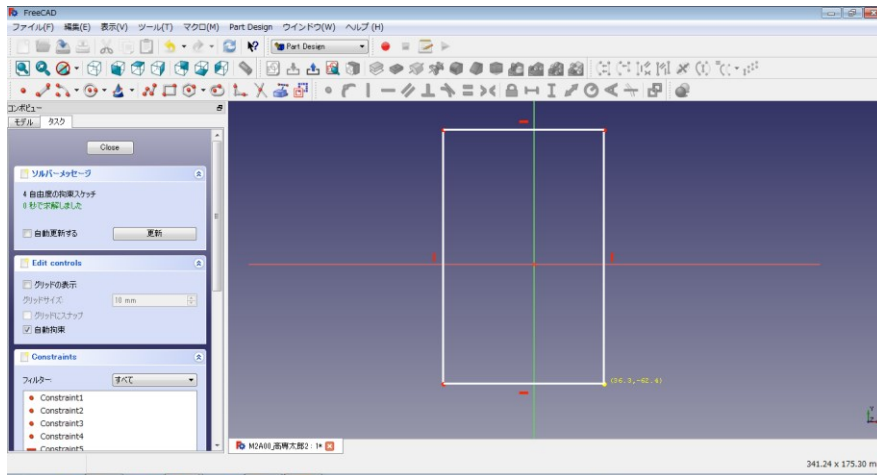 FreeCAD
ファイル(F) 編集(E) 表示(V) ツール(T) マクロ(M) Part Design ウインドウ(W) ヘルプ(H)
Part Design
コンボビュー
モデル タスク
Close
ソルバーメッセージ
4 自由度の拘束スケッチ
0 秒で求解しました
自動更新する 更新
Edit controls
グリッドの表示
グリッドサイズ: 10 mm
グリッドにスナップ
自動拘束
Constraints
フィルター: すべて
Constraint1
Constraint2
Constraint3
Constraint4
Constraint5
(56.3,-62.4)
M2A00_高専太郎2 : 1*
341.24 x 175.30 m